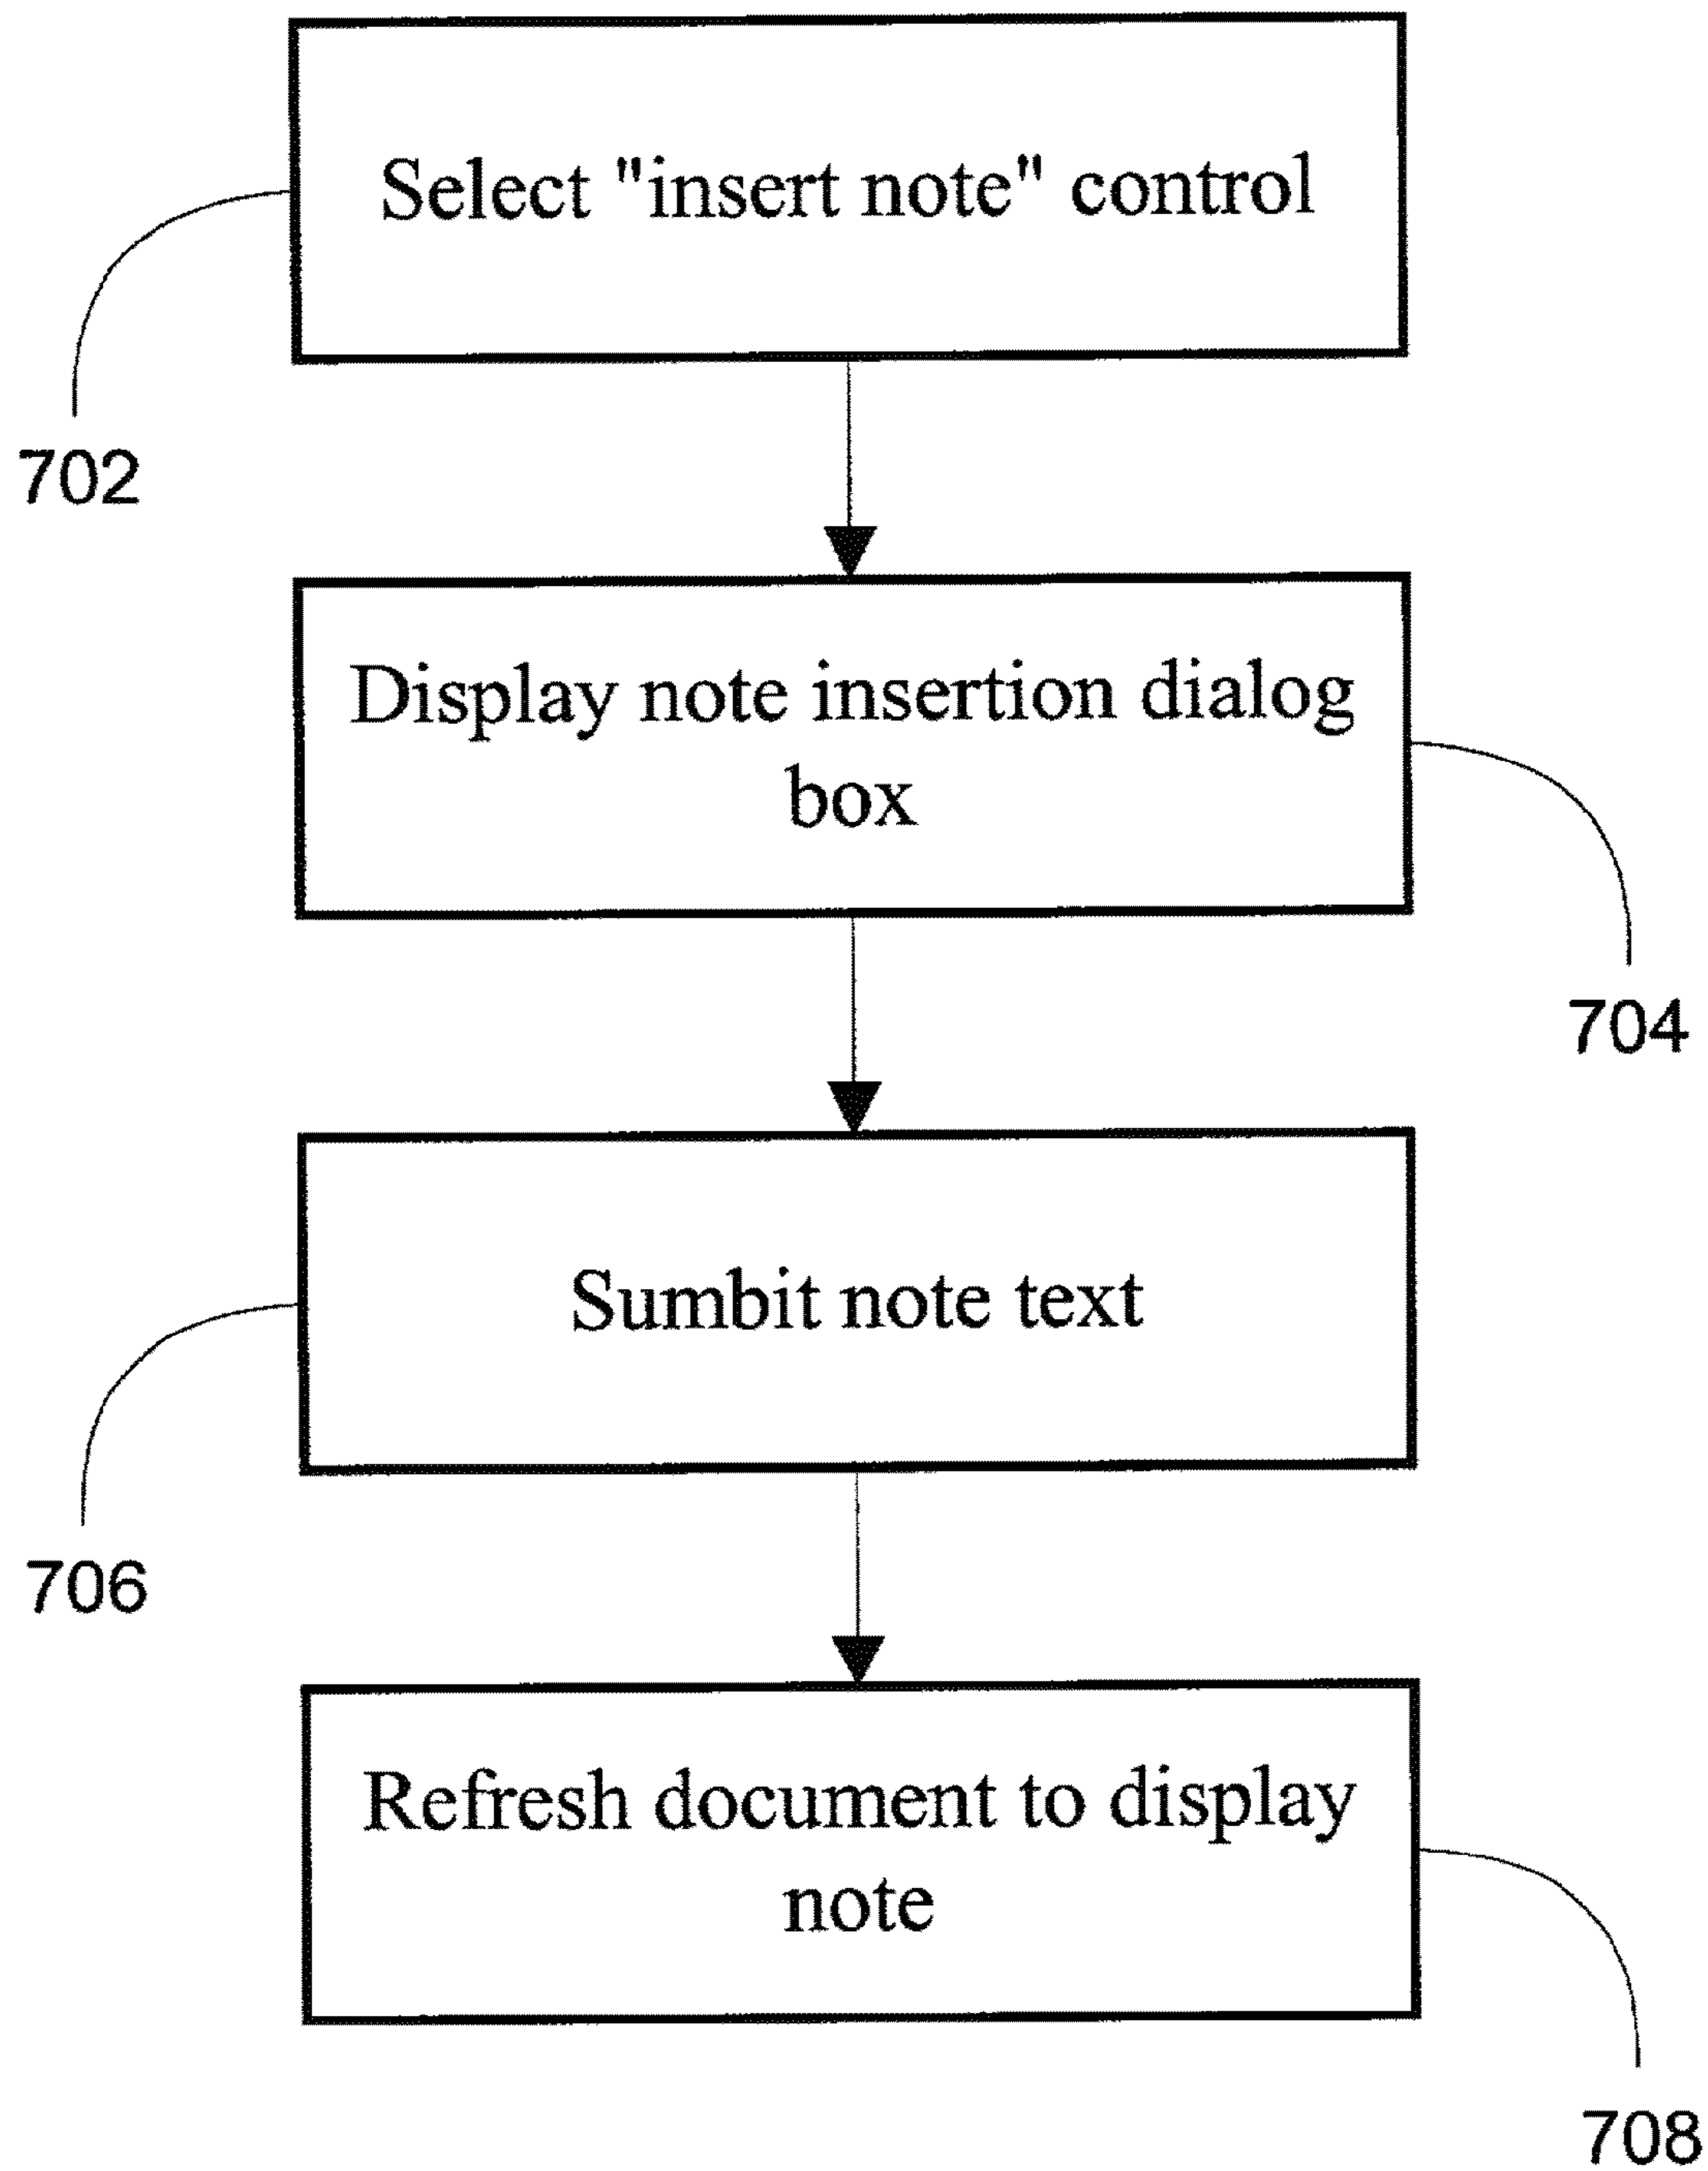 Select "insert note" control
702
Display note insertion dialog
box
704
Sumbit note text
706
Refresh document to display
note
708